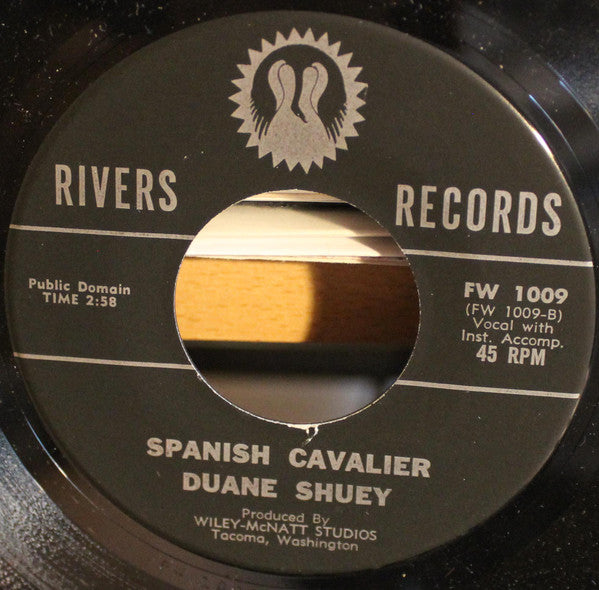 RIVERS RECORDS
Public Domain
TIME 2:58
FW 1009
(FW 1009-B)
Vocal with
Inst. Accomp.
45 RPM
SPANISH CAVALIER
DUANE SHUEY
Produced By
WILEY-McNATT STUDIOS
Tacoma, Washington